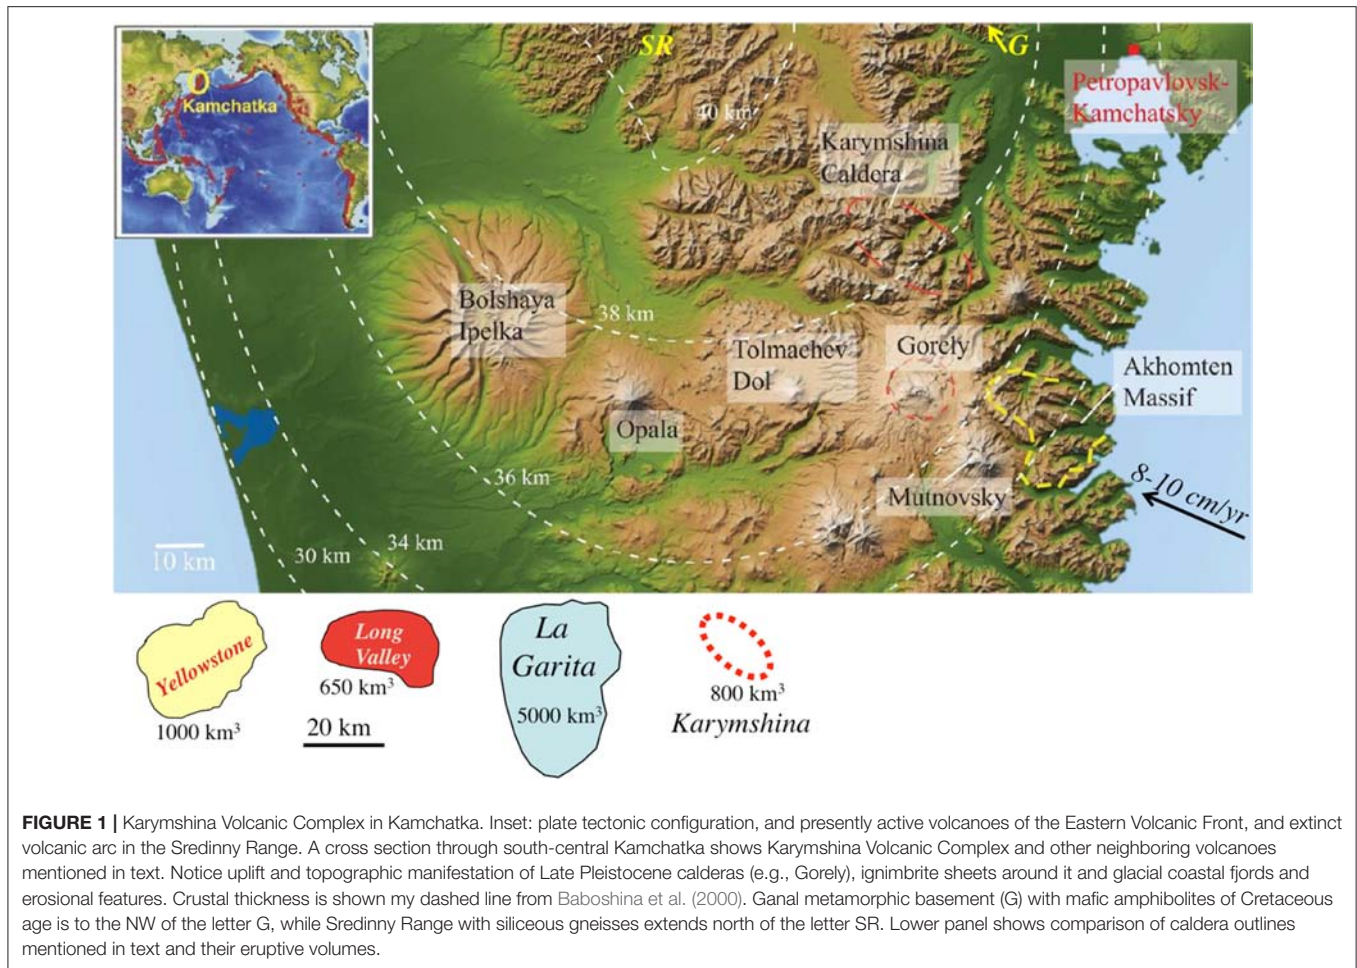 Kamchatka
SR
G
Petropavlovsk-
Kamchatsky
40 km
Karymshina
Caldera
Bolshaya
Ipelka
38 km
Tolmachev
Dol
Gorely
Akhomten
Massif
Opala
36 km
Mutnovsky
8-10 cm/yr
10 km
30 km
34 km
Yellowstone
1000 km³
Long
Valley
650 km³
20 km
La
Garita
5000 km³
800 km³
Karymshina
FIGURE 1 | Karymshina Volcanic Complex in Kamchatka. Inset: plate tectonic configuration, and presently active volcanoes of the Eastern Volcanic Front, and extinct
volcanic arc in the Sredinny Range. A cross section through south-central Kamchatka shows Karymshina Volcanic Complex and other neighboring volcanoes
mentioned in text. Notice uplift and topographic manifestation of Late Pleistocene calderas (e.g., Gorely), ignimbrite sheets around it and glacial coastal fjords and
erosional features. Crustal thickness is shown my dashed line from Baboshina et al. (2000). Ganal metamorphic basement (G) with mafic amphibolites of Cretaceous
age is to the NW of the letter G, while Sredinny Range with siliceous gneisses extends north of the letter SR. Lower panel shows comparison of caldera outlines
mentioned in text and their eruptive volumes.